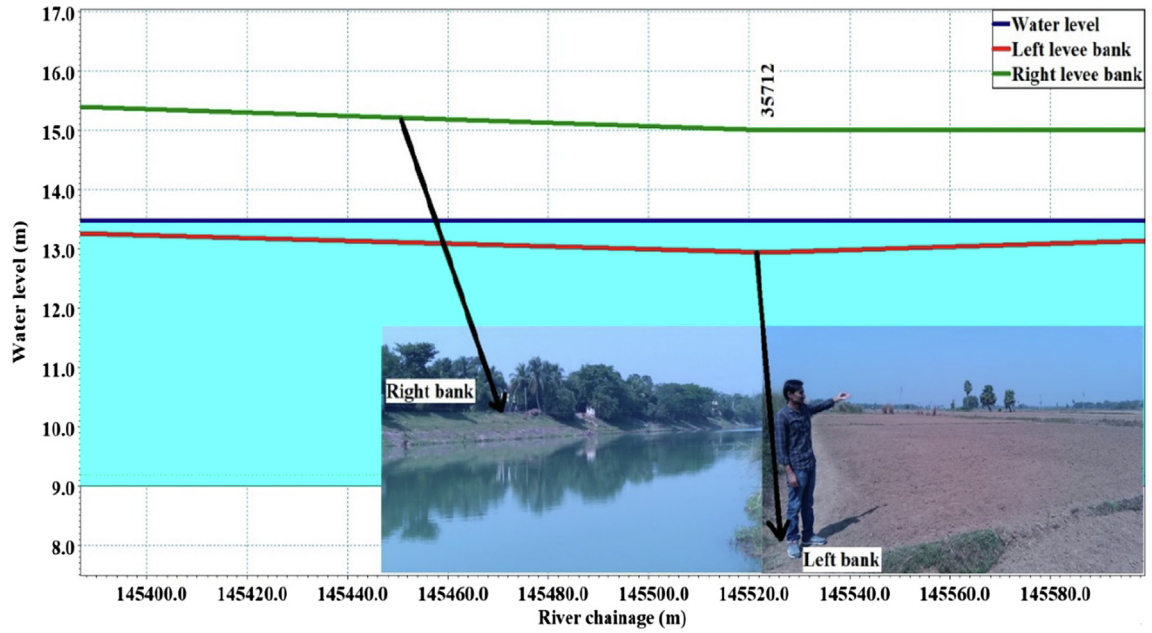 17.0
Water level
Left levee bank
Right levee bank
16.0
35712
15.0
14.0
13.0
12.0
11.0
10.0
9.0
8.0
Water level (m)
Right bank
Left bank
145400.0 145420.0 145440.0 145460.0 145480.0 145500.0 145520.0 145540.0 145560.0 145580.0
River chainage (m)